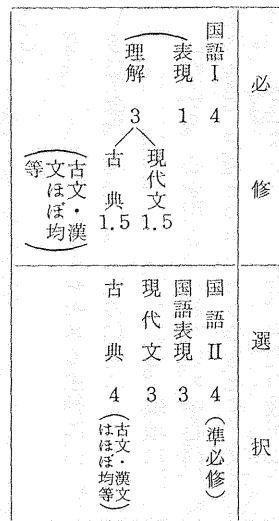 必修
国語Ⅰ 4
(表現 1
理解 3
現代文 1.5
古典 1.5
(古文・漢
文ほぼ均
等)
選択
国語Ⅱ 4 (準必修)
国語表現 3
現代文 3
古典 4 (古文・漢文
はほぼ均等)